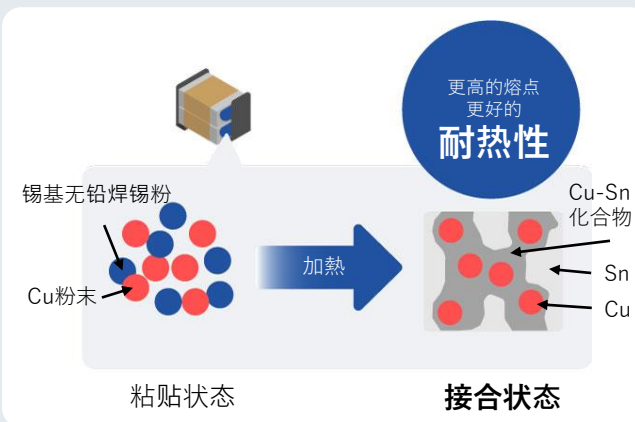 更高的熔点
更好的
耐热性
锡基无铅焊锡粉
Cu粉末
加熱
Cu-Sn
化合物
Sn
Cu
粘贴状态
接合状态